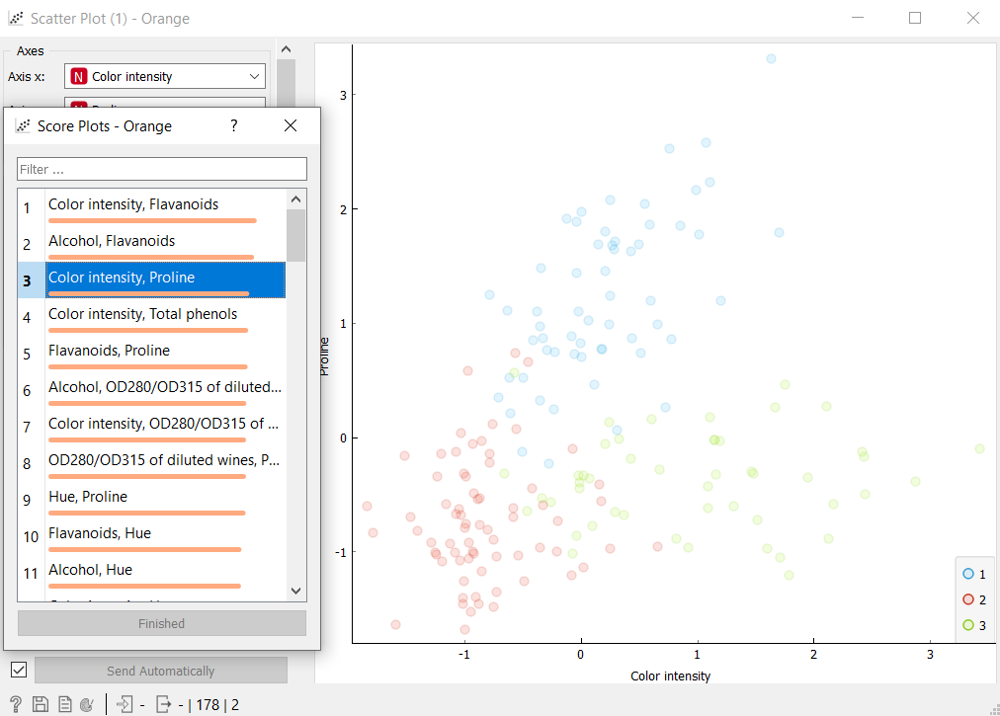 Scatter Plot (1) - Orange
Axes
Axis x:
N Color intensity
Score Plots - Orange
?
Filter ...
1 Color intensity, Flavanoids
2 Alcohol, Flavanoids
3 Color intensity, Proline
4 Color intensity, Total phenols
5 Flavanoids, Proline
6 Alcohol, OD280/OD315 of diluted...
7 Color intensity, OD280/OD315 of ...
8 OD280/OD315 of diluted wines, P...
9 Hue, Proline
10 Flavanoids, Hue
11 Alcohol, Hue
Finished
Send Automatically
? - - | 178 | 2
Proline
3
2
1
0
-1
-1 0 1 2 3
Color intensity
1
2
3